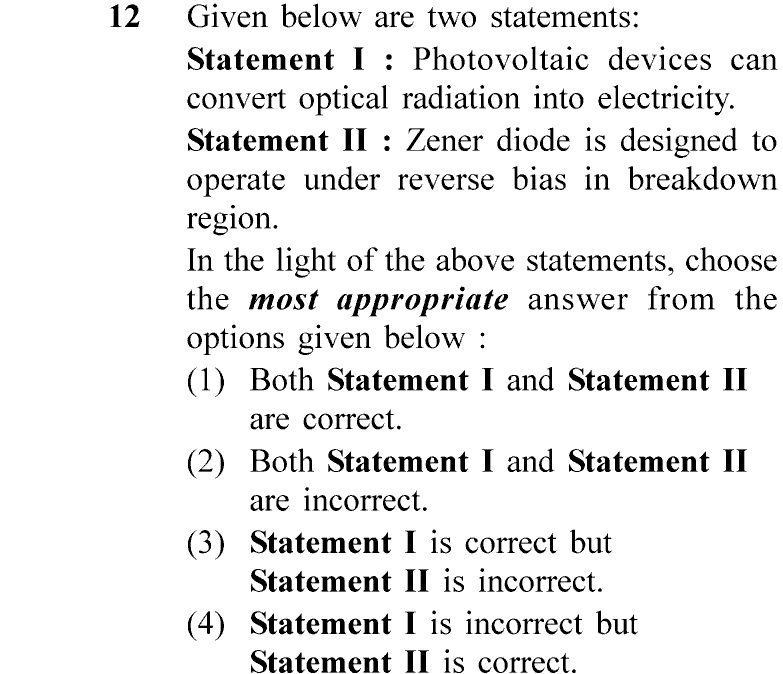 12 Given below are two statements:
Statement I : Photovoltaic devices can
convert optical radiation into electricity.
Statement II : Zener diode is designed to
operate under reverse bias in breakdown
region.
In the light of the above statements, choose
the most appropriate answer from the
options given below :
(1) Both Statement I and Statement II
are correct.
(2) Both Statement I and Statement II
are incorrect.
(3) Statement I is correct but
Statement II is incorrect.
(4) Statement I is incorrect but
Statement II is correct.